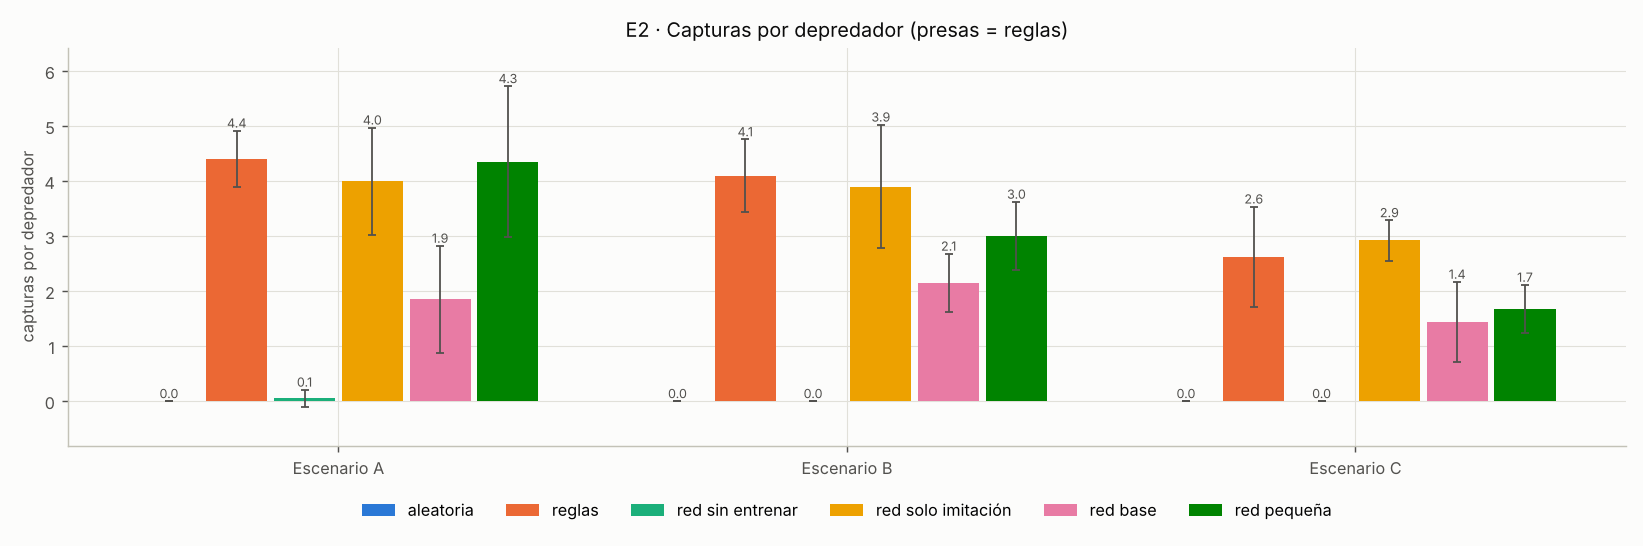 E2 · Capturas por depredador (presas = reglas)
capturas por depredador
6
5
4
3
2
1
0
0.0
4.4
0.1
4.0
1.9
4.3
0.0
4.1
0.0
3.9
2.1
3.0
0.0
2.6
0.0
2.9
1.4
1.7
Escenario A
Escenario B
Escenario C
aleatoria
reglas
red sin entrenar
red solo imitación
red base
red pequeña